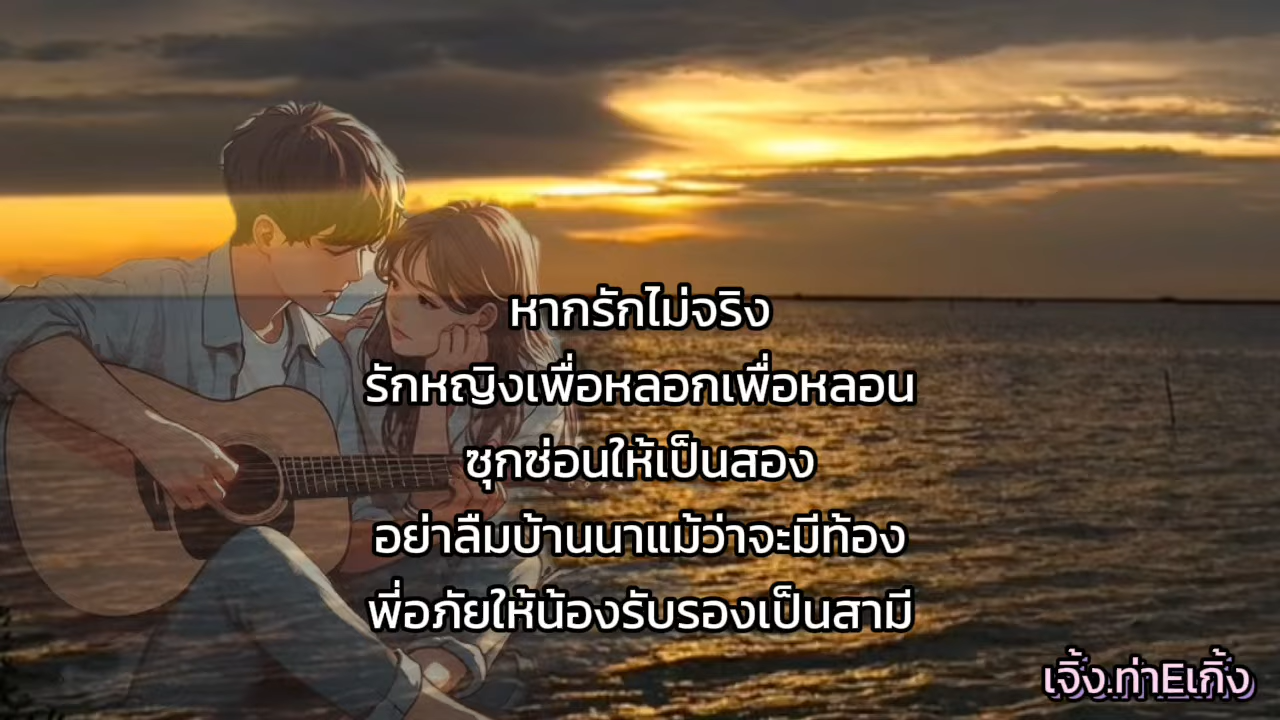 หากรักไม่จริง
รักหญิงเพื่อหลอกเพื่อหลอน
ซุกซ่อนให้เป็นสอง
อย่าลืมบ้านนาแม้ว่าจะมีท้อง
พี่อภัยให้น้องรับรองเป็นสามี
เจิ้ง.ท่าEเกิ้ง